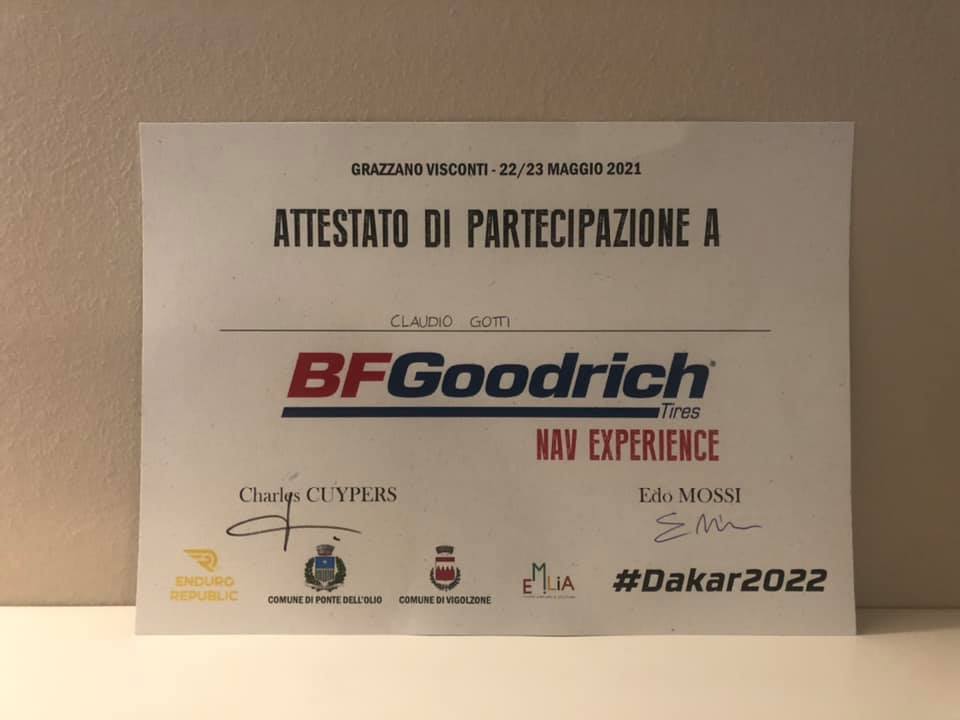 GRAZZANO VISCONTI - 22/23 MAGGIO 2021
ATTESTATO DI PARTECIPAZIONE A
CLAUDIO GOTTI
BFGoodrich®
Tires
NAV EXPERIENCE
Charles CUYPERS
Edo MOSSI
ENDURO
REPUBLIC
COMUNE DI PONTE DELL'OLIO
COMUNE DI VIGOLZONE
EMILIA
#Dakar2022